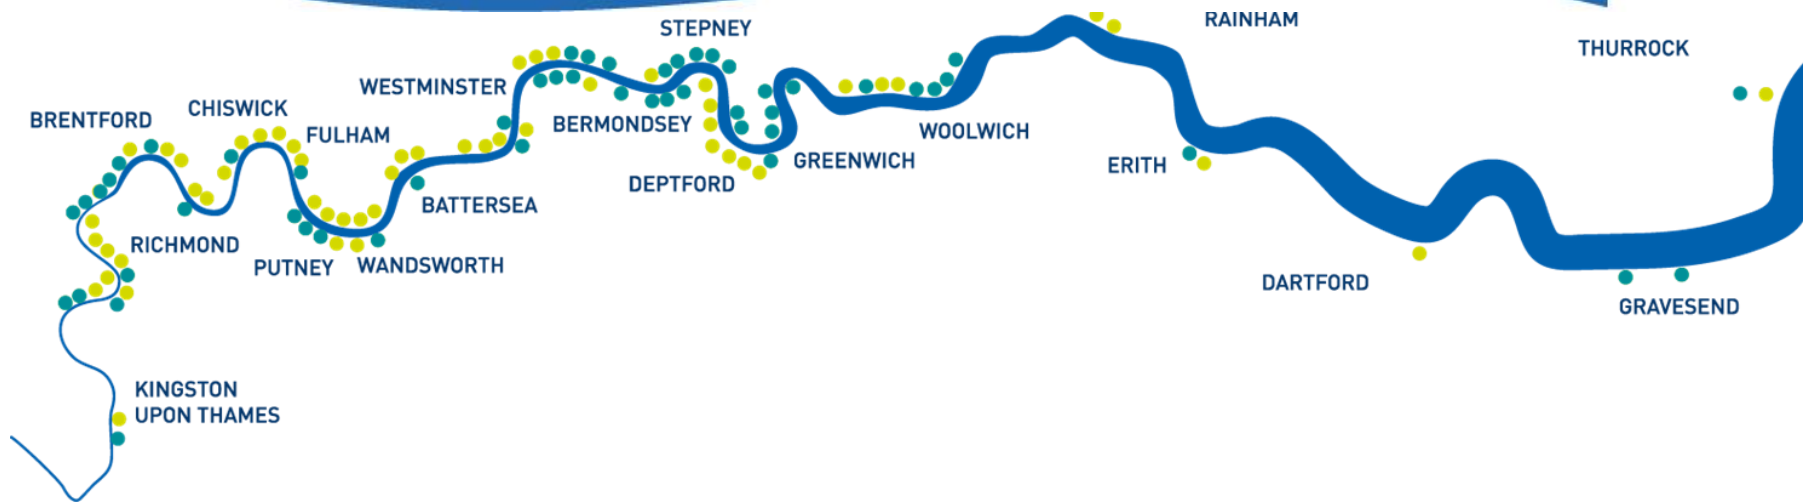 RAINHAM
STEPNEY
THURROCK
WESTMINSTER
CHISWICK
BRENTFORD
FULHAM
BERMONDSEY
WOOLWICH
GREENWICH
ERITH
DEPTFORD
BATTERSEA
RICHMOND
PUTNEY
WANDSWORTH
DARTFORD
GRAVESEND
KINGSTON
UPON THAMES